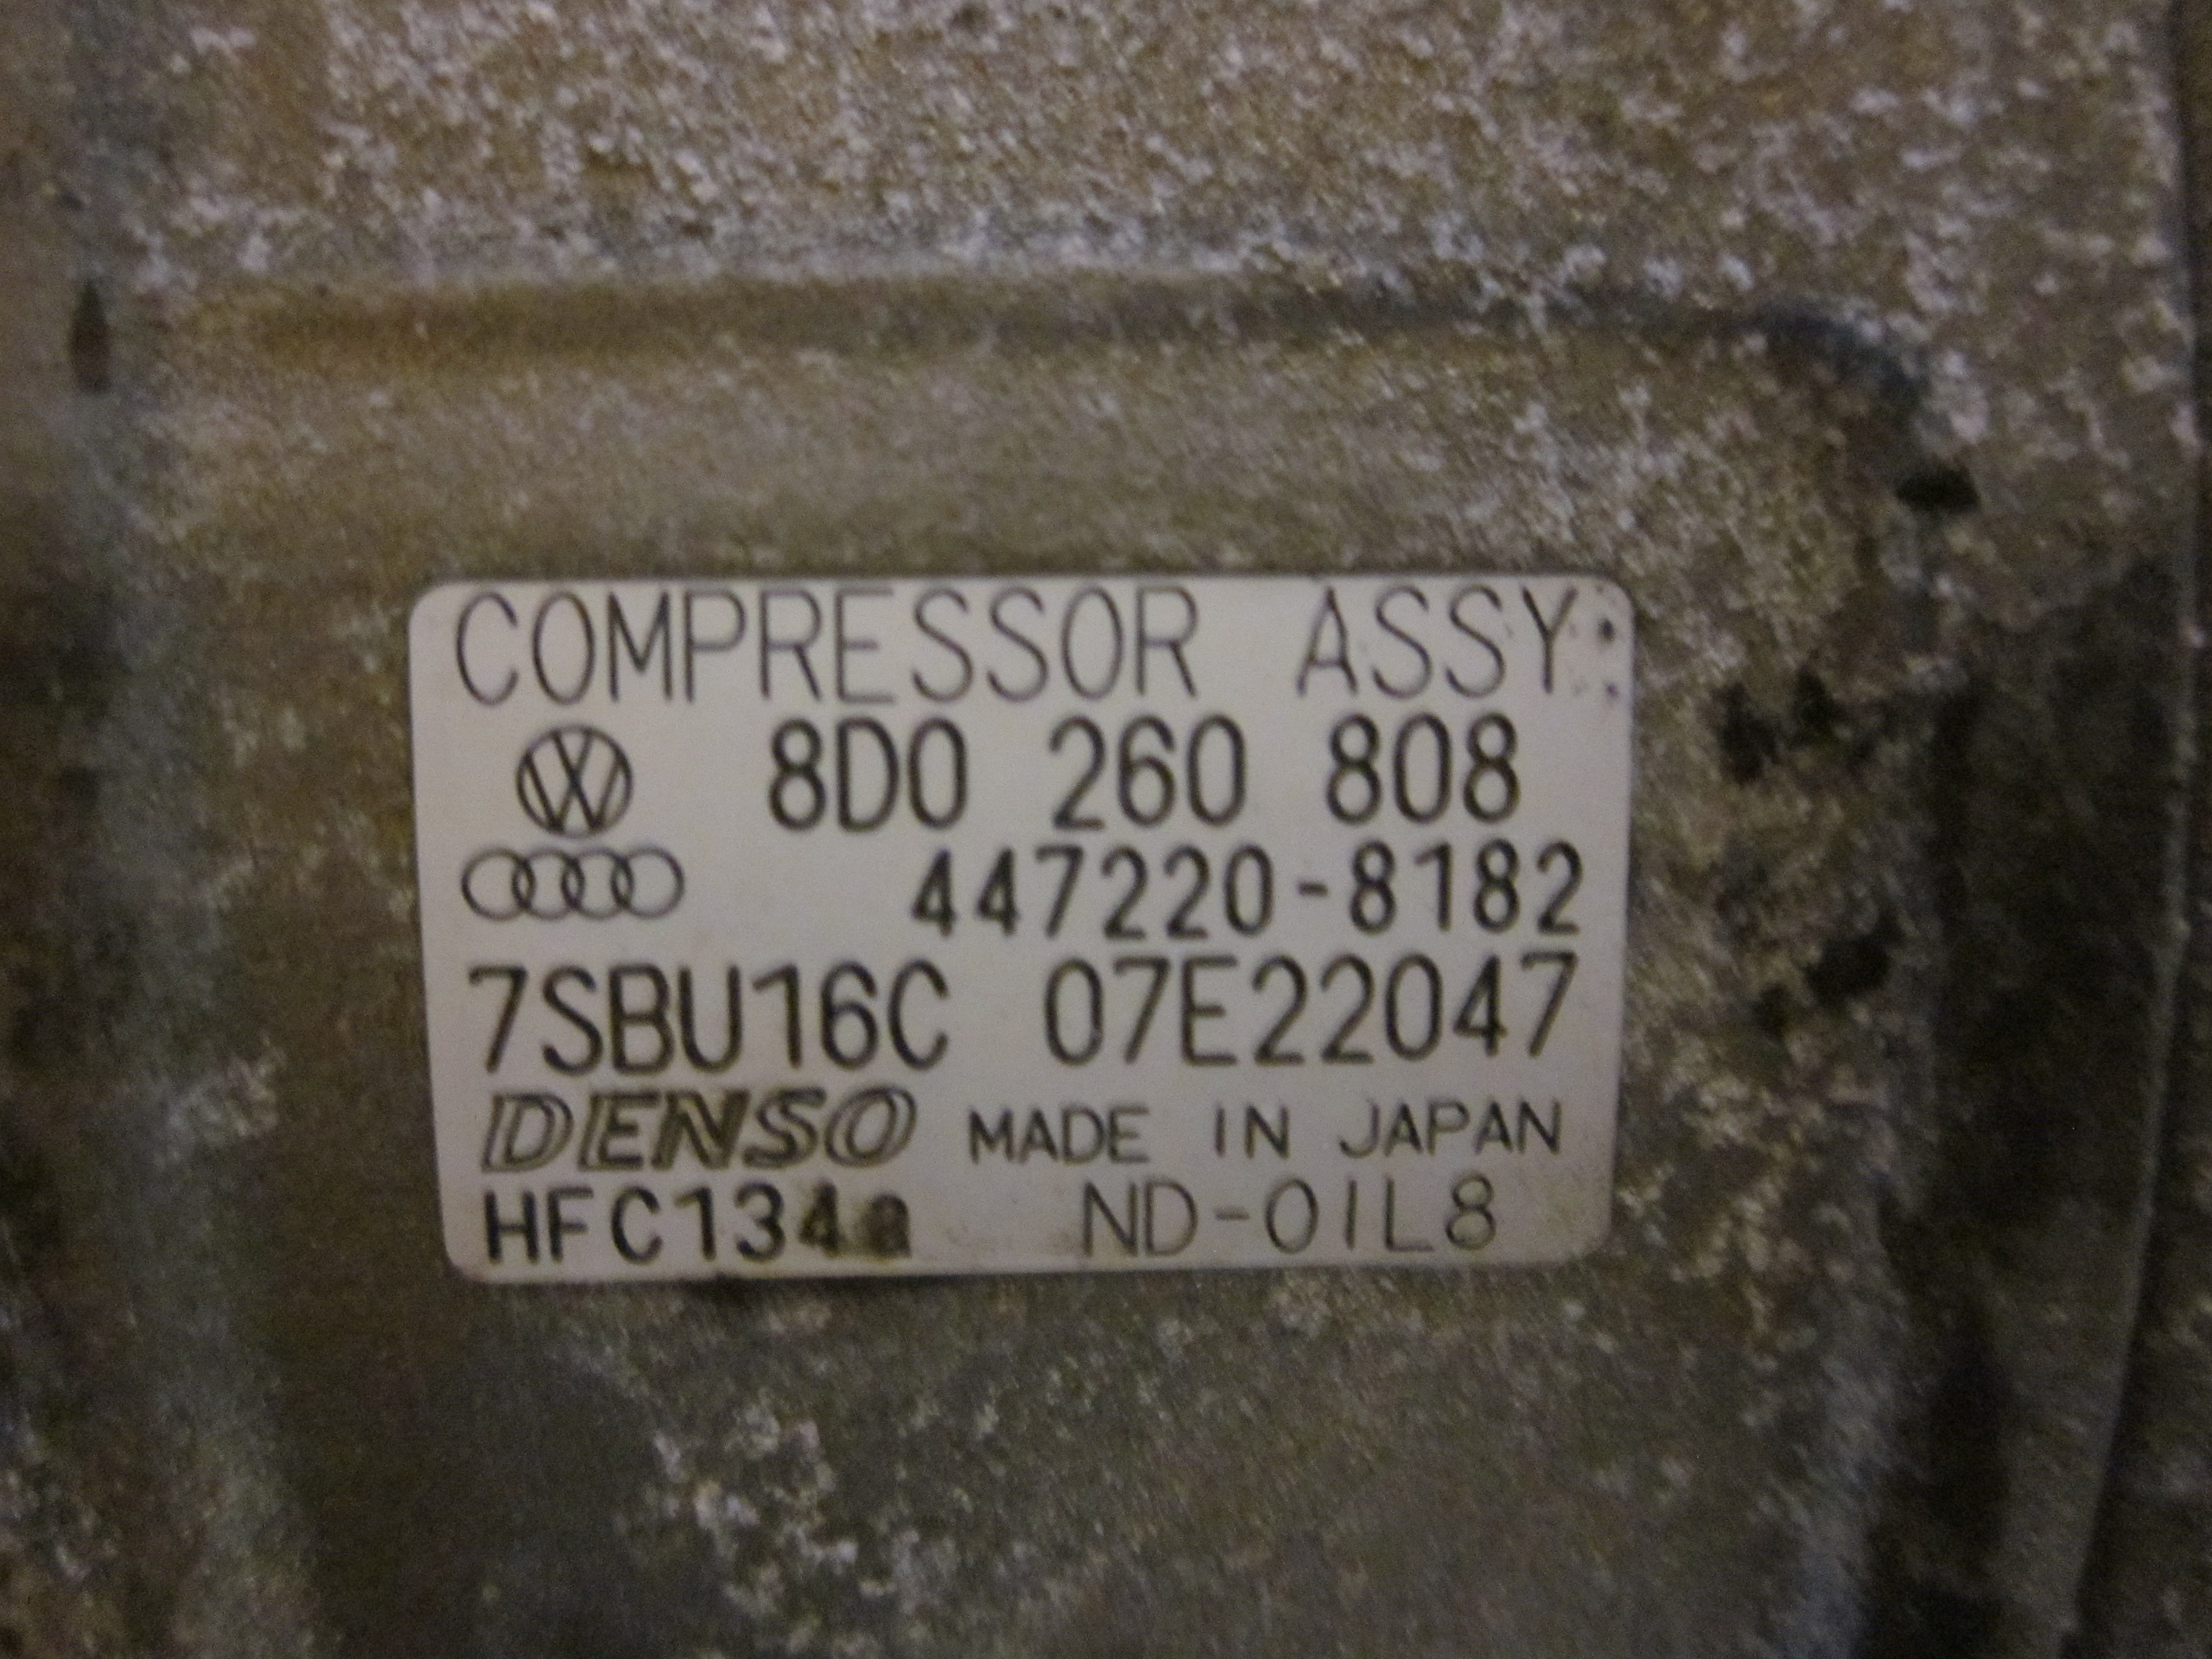 COMPRESSOR ASSY
8D0 260 808
447220-8182
7SBU16C 07E22047
DENSO MADE IN JAPAN
HFC134a ND-OIL8